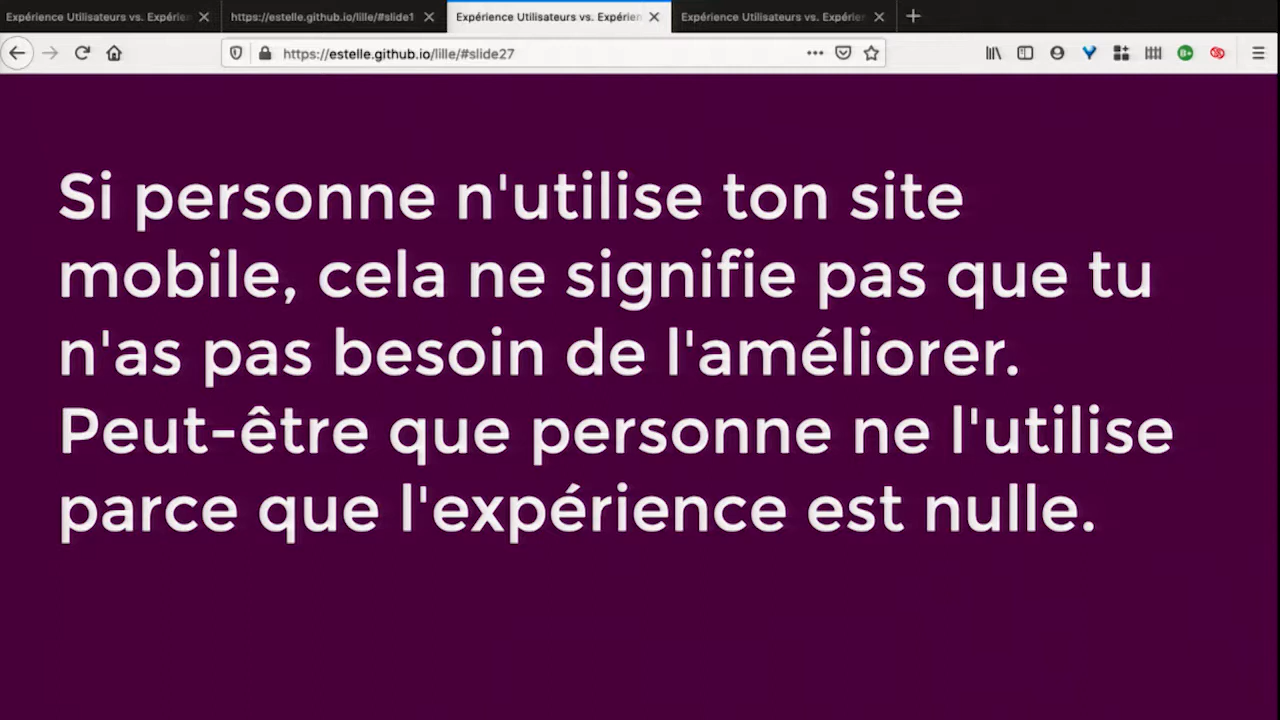 Expérience Utilisateurs vs. Expérien
https://estelle.github.io/lille/#slide1
Expérience Utilisateurs vs. Expérien
Expérience Utilisateurs vs. Expérier
https://estelle.github.io/lille/#slide27
Si personne n'utilise ton site
mobile, cela ne signifie pas que tu
n'as pas besoin de l'améliorer.
Peut-être que personne ne l'utilise
parce que l'expérience est nulle.